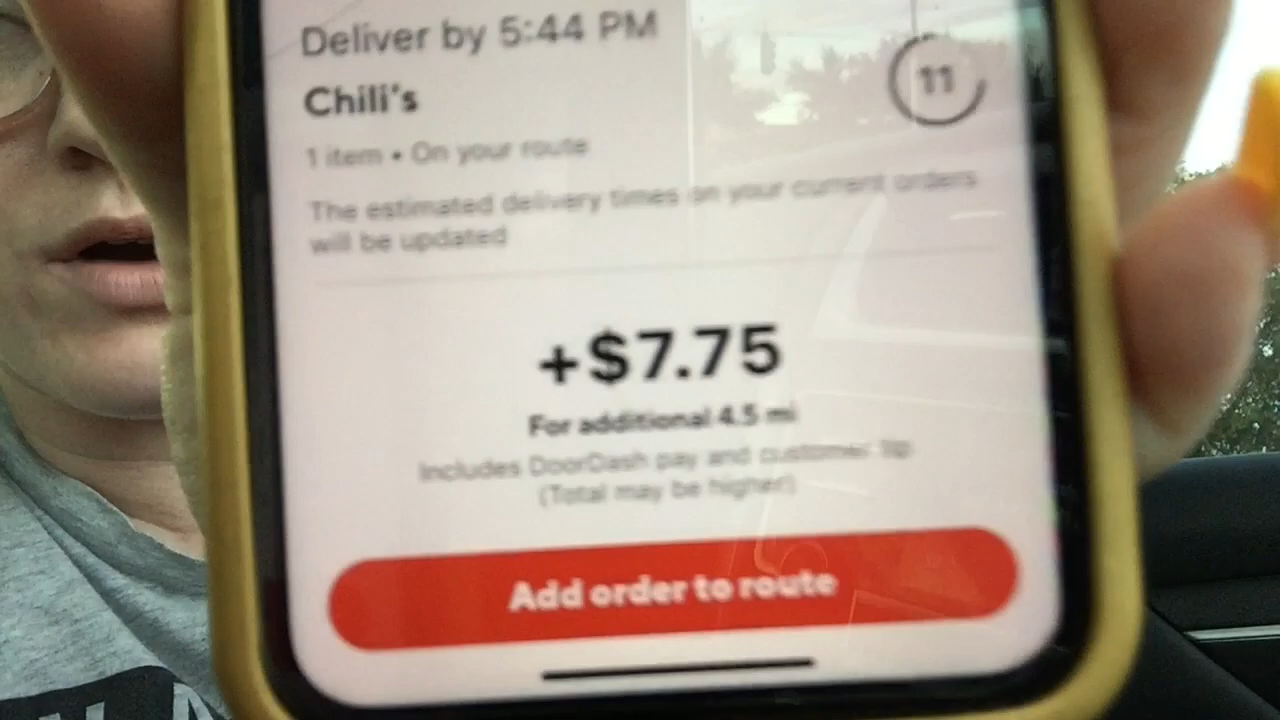 Deliver by 5:44 PM
11
Chili's
1 item • On your route
The estimated delivery times on your current orders
will be updated
+$7.75
For additional 4.5 mi
Includes DoorDash pay and customer tip
(Total may be higher)
Add order to route